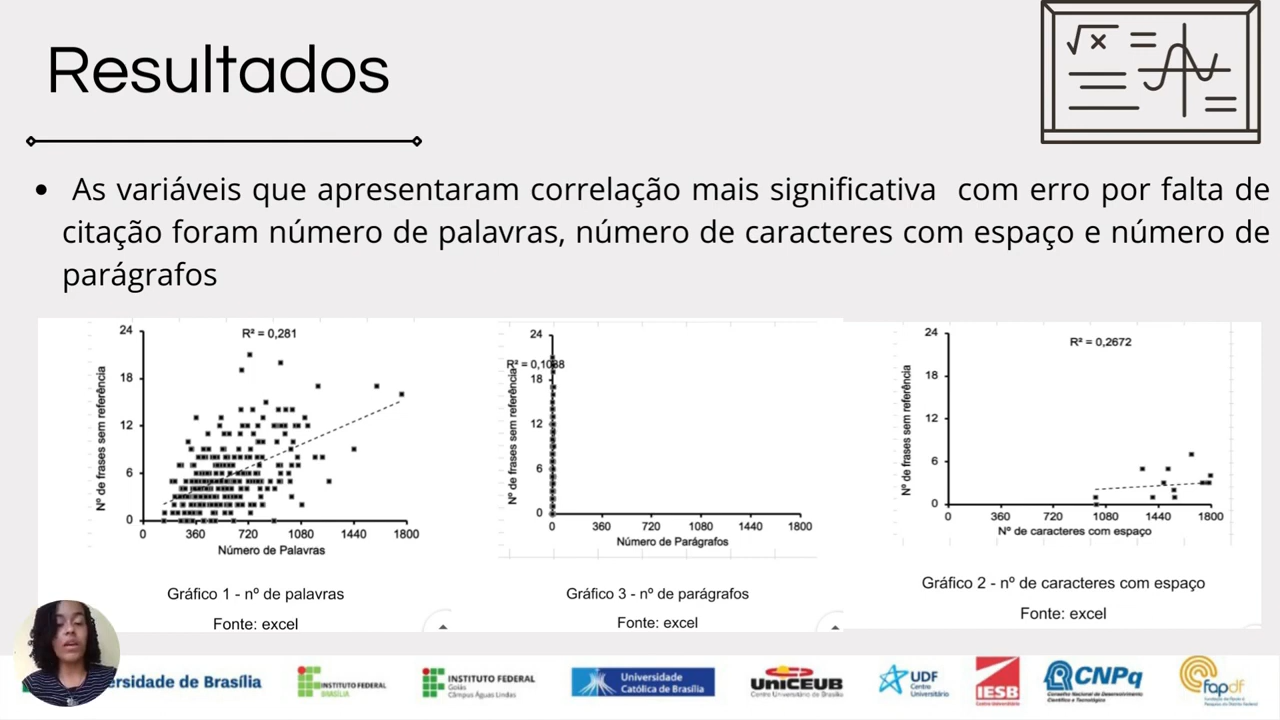 Resultados
√x
As variáveis que apresentaram correlação mais significativa com erro por falta de
citação foram número de palavras, número de caracteres com espaço e número de
parágrafos
R² = 0,281
24
18
12
6
0
Nº de frases sem referência
0 360 720 1080 1440 1800
Número de Palavras
Gráfico 1 - nº de palavras
Fonte: excel
R² = 0,1088
24
18
12
6
0
Nº de frases sem referência
0 360 720 1080 1440 1800
Número de Parágrafos
Gráfico 3 - nº de parágrafos
Fonte: excel
R² = 0,2672
24
18
12
6
0
Nº de frases sem referência
0 360 720 1080 1440 1800
Nº de caracteres com espaço
Gráfico 2 - nº de caracteres com espaço
Fonte: excel
ersidade de Brasília
INSTITUTO FEDERAL
BRASÍLIA
INSTITUTO FEDERAL
Goiás
Câmpus Águas Lindas
Universidade
Católica de Brasília
UniCEUB
Centro Universitário de Brasília
UDF
Centro
Universitário
IESB
Centro Universitário
CNPq
Conselho Nacional de Desenvolvimento
Científico e Tecnológico
fapdf